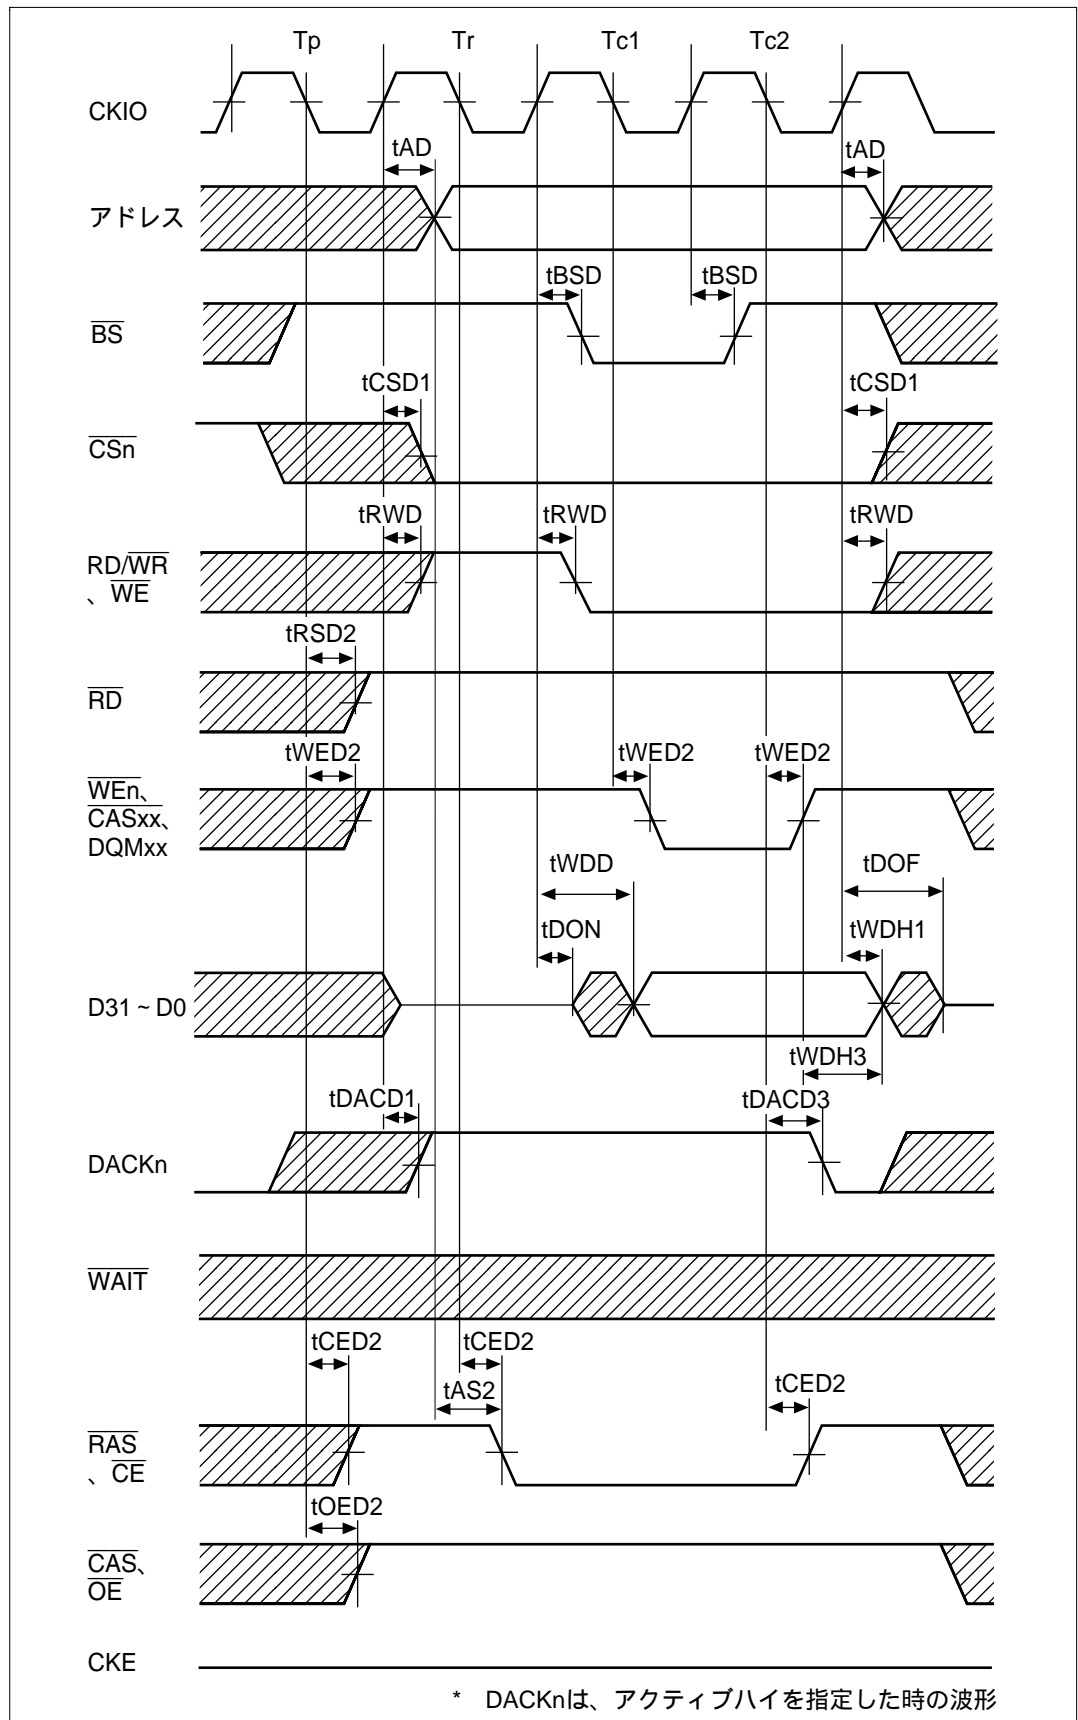 Tp Tr Tc1 Tc2
CKIO
tAD tAD
アドレス
tBSD tBSD
BS
tCSD1 tCSD1
CSn
tRWD tRWD tRWD
RD/WR
、WE
tRSD2
RD
tWED2 tWED2 tWED2
WEn、
CASxx、
DQMxx
tWDD tDOF
tDON tWDH1
D31 ~ D0
tWDH3
tDACD1 tDACD3
DACKn
WAIT
tCED2 tCED2
tAS2 tCED2
RAS
、CE
tOED2
CAS、
OE
CKE
* DACKnは、アクティブハイを指定した時の波形